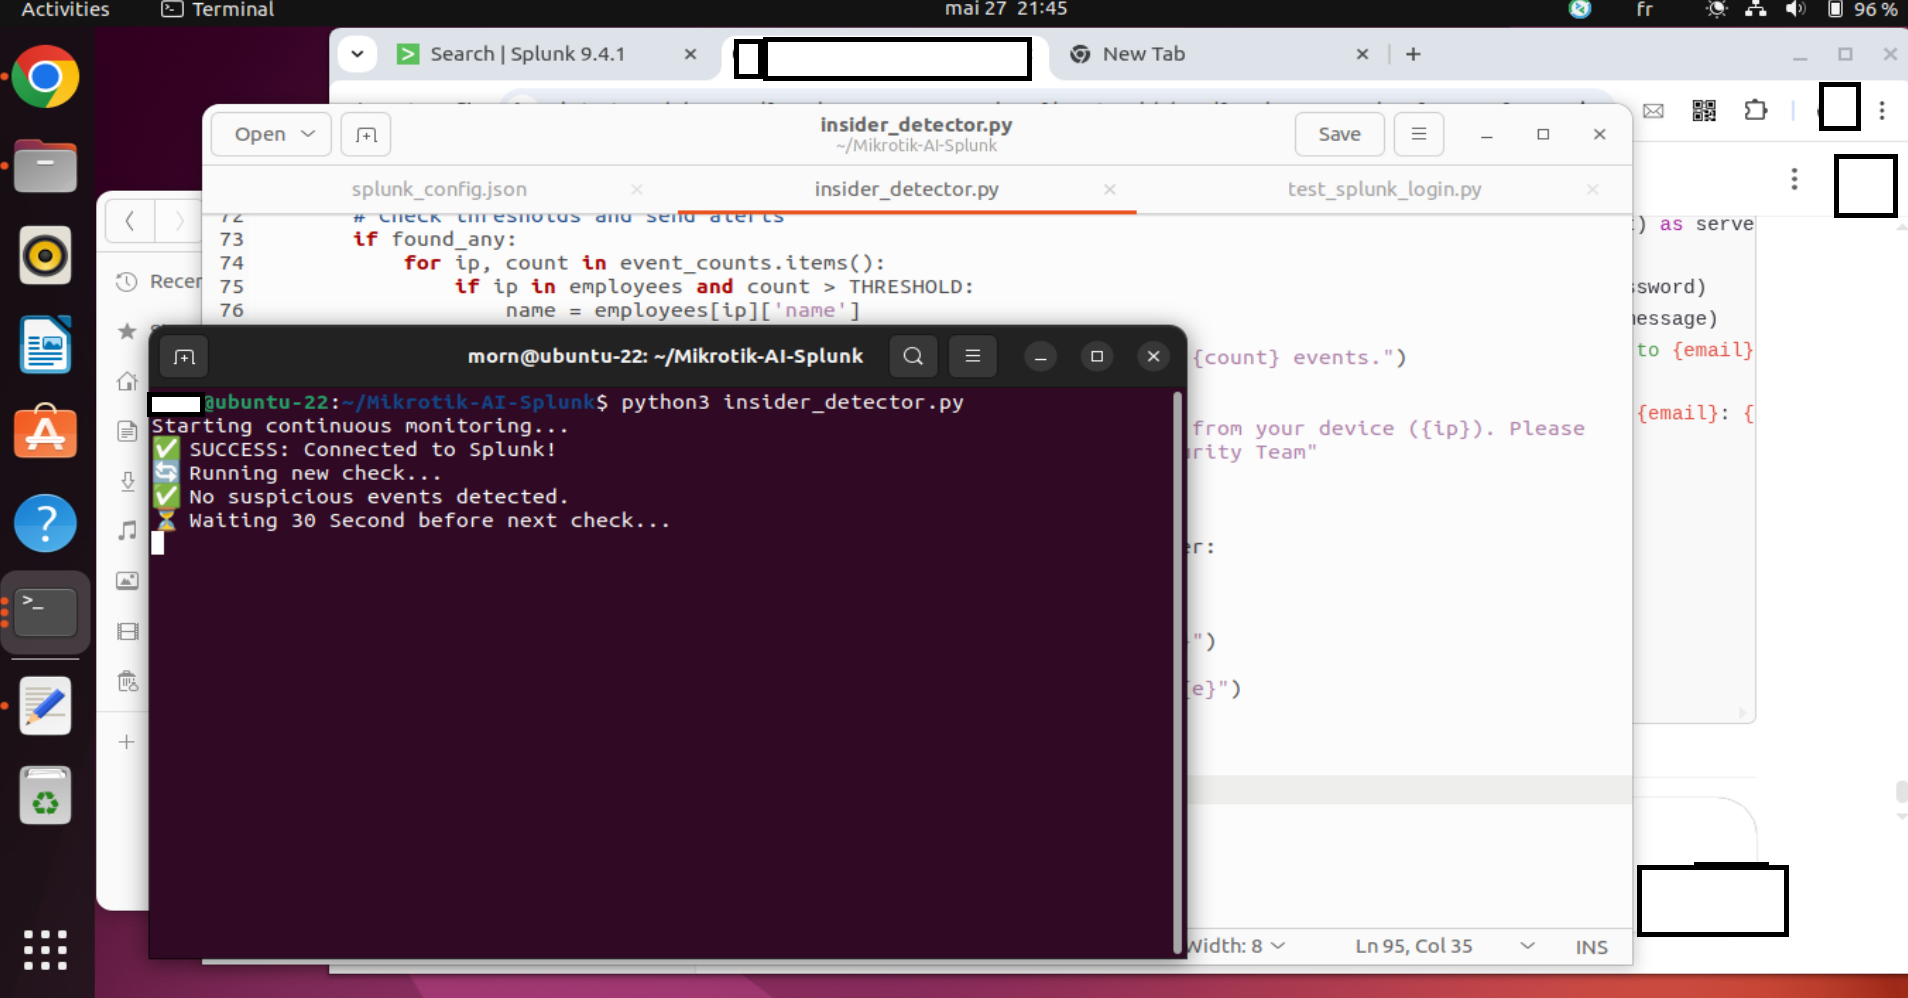 Activities
Terminal
mai 27 21:45
fr
96 %
Search | Splunk 9.4.1
New Tab
Open
insider_detector.py
~/Mikrotik-AI-Splunk
Save
splunk_config.json
insider_detector.py
test_splunk_login.py
72 # Check thresholds and send alerts
73 if found_any:
74 for ip, count in event_counts.items():
75 if ip in employees and count > THRESHOLD:
76 name = employees[ip]['name']
) as serve
ssword)
message)
to {email}
{email}: {
Recen
morn@ubuntu-22: ~/Mikrotik-AI-Splunk
@ubuntu-22:~/Mikrotik-AI-Splunk$ python3 insider_detector.py
Starting continuous monitoring...
✅ SUCCESS: Connected to Splunk!
🔄 Running new check...
✅ No suspicious events detected.
⏳ Waiting 30 Second before next check...
{count} events.")
from your device ({ip}). Please
urity Team"
er:
")
{e}")
Width: 8
Ln 95, Col 35
INS